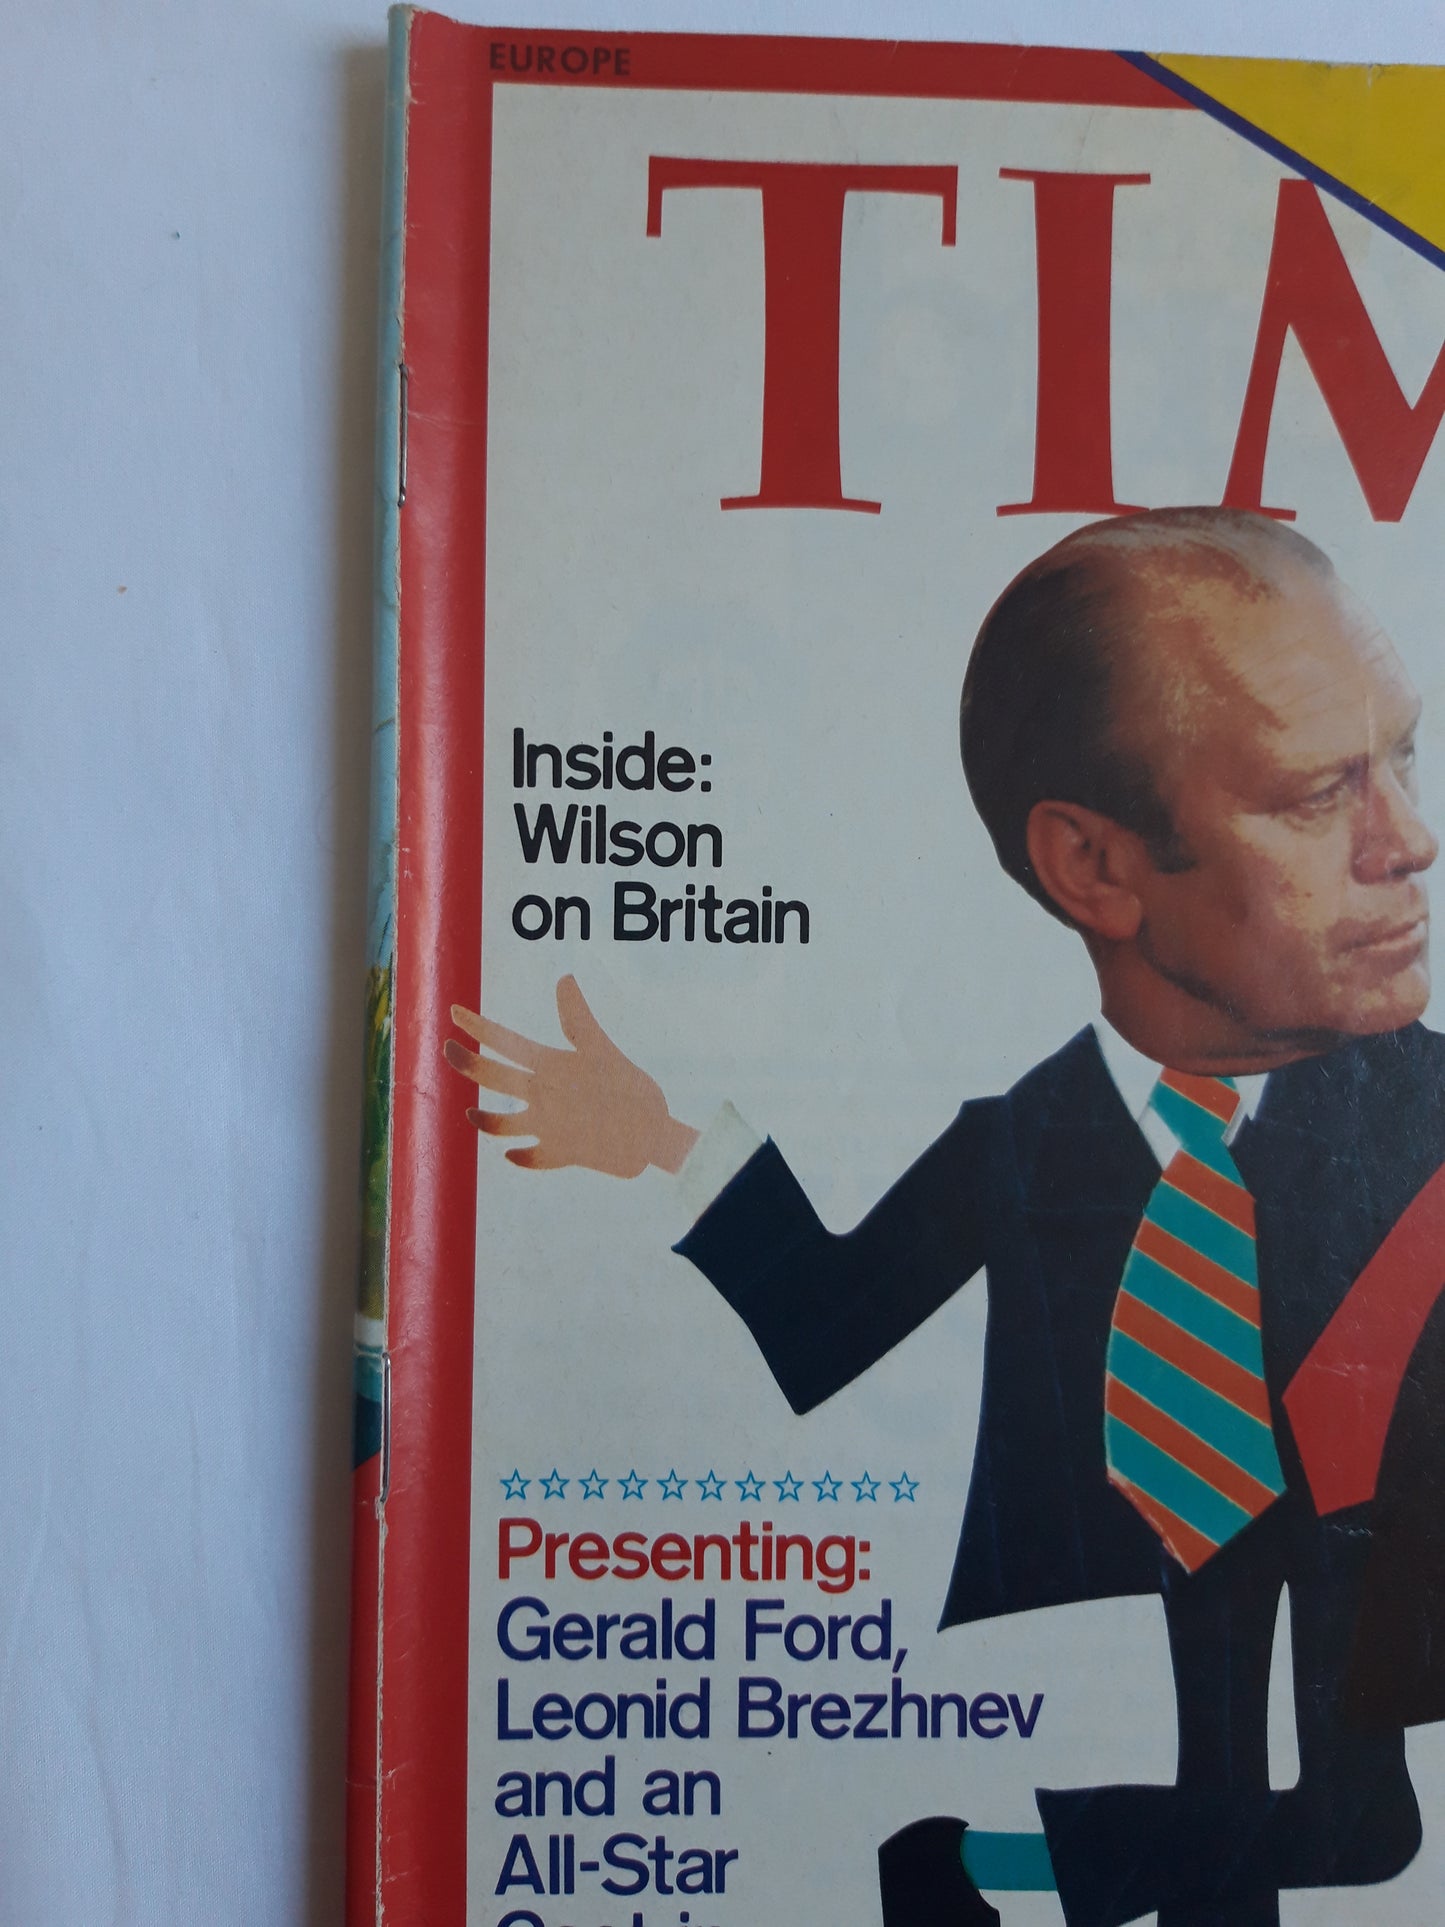 EUROPE
TIM
Inside:
Wilson
on Britain
Presenting:
Gerald Ford,
Leonid Brezhnev
and an
All-Star